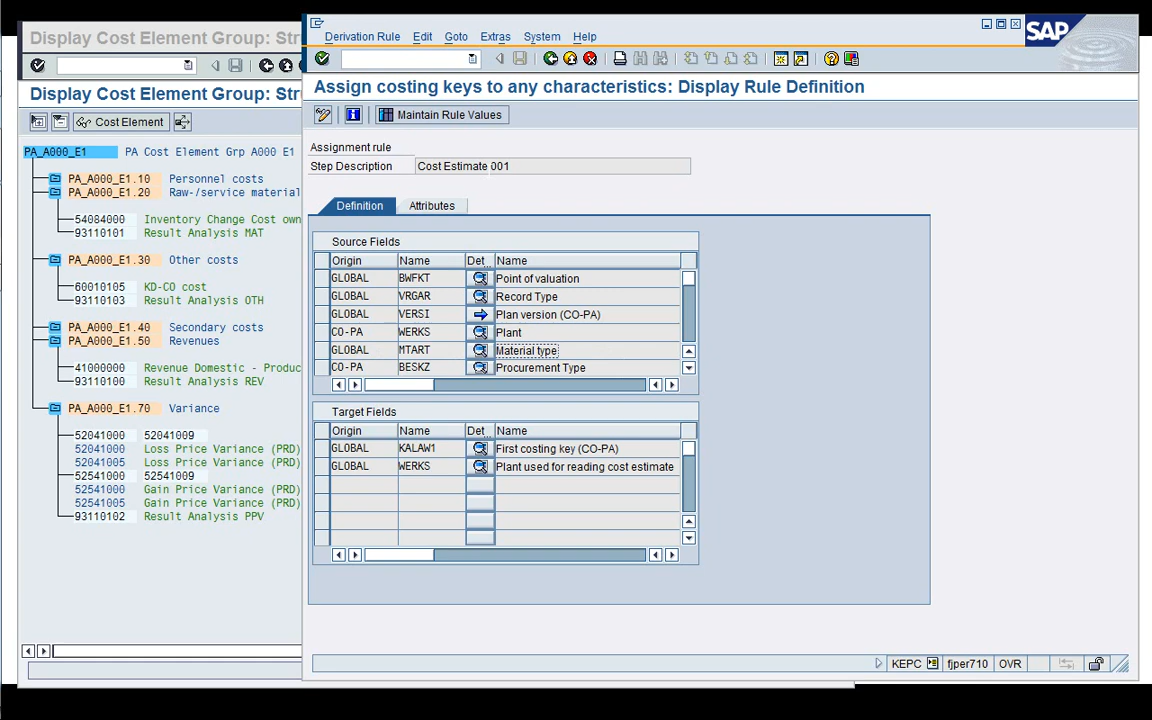 Display Cost Element Group: Str
Display Cost Element Group: Str
Cost Element
PA_A000_E1 PA Cost Element Grp A000 E1
PA_A000_E1.10 Personnel costs
PA_A000_E1.20 Raw-/service material
54084000 Inventory Change Cost own
93110101 Result Analysis MAT
PA_A000_E1.30 Other costs
60010105 KD-CO cost
93110103 Result Analysis OTH
PA_A000_E1.40 Secondary costs
PA_A000_E1.50 Revenues
41000000 Revenue Domestic - Produc
93110100 Result Analysis REV
PA_A000_E1.70 Variance
52041000 52041009
52041000 Loss Price Variance (PRD)
52041005 Loss Price Variance (PRD)
52541000 52541009
52541000 Gain Price Variance (PRD)
52541005 Gain Price Variance (PRD)
93110102 Result Analysis PPV
Derivation Rule Edit Goto Extras System Help
SAP
Assign costing keys to any characteristics: Display Rule Definition
Maintain Rule Values
Assignment rule
Step Description Cost Estimate 001
Definition Attributes
Source Fields
Origin Name Det.. Name
GLOBAL BWFKT Point of valuation
GLOBAL VRGAR Record Type
GLOBAL VERSI Plan version (CO-PA)
CO-PA WERKS Plant
GLOBAL MTART Material type
CO-PA BESKZ Procurement Type
Target Fields
Origin Name Det.. Name
GLOBAL KALAW1 First costing key (CO-PA)
GLOBAL WERKS Plant used for reading cost estimate
KEPC fjper710 OVR